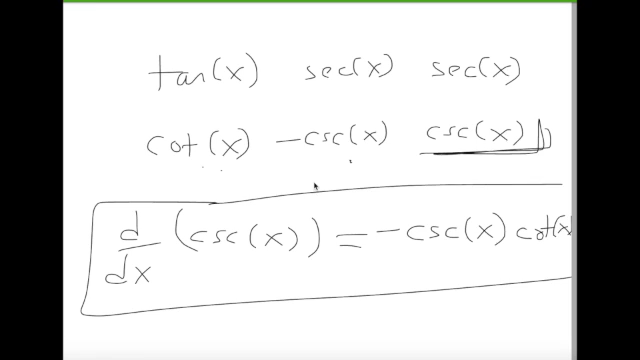 tan(x) sec(x) sec(x)
cot(x) -csc(x) csc(x)
d/dx (csc(x)) = -csc(x) cot(x)